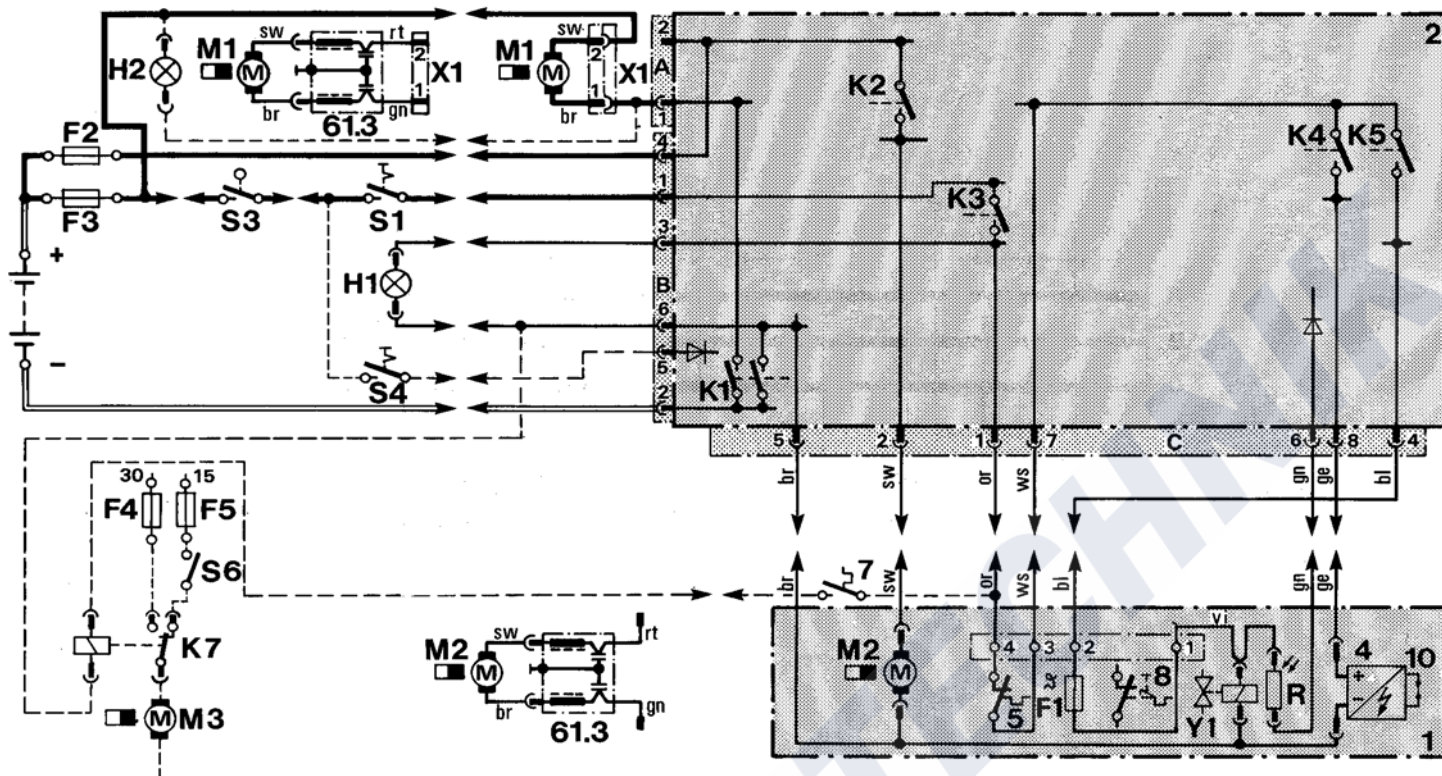 sw rt
M1 M 2
H2 X1
1
br gn
61.3
sw
M1 M 2 X1
1
br
2 A 1
4 1 3 B 6 5 2
2
K2
K4 K5
K3
K1
F2
F3
S3 S1
+
H1
-
S4
5 2 1 7 C 6 8 4
br sw or ws gn ge bl
30 15
F4 F5
S6
7
br sw or ws bl gn ge
K7
M M3
sw rt
M2 M
br gn
61.3
vi
M2 M
4 3 2 1
5 F1 8
Y1 R
4 10
+
-
1
TECHNIK